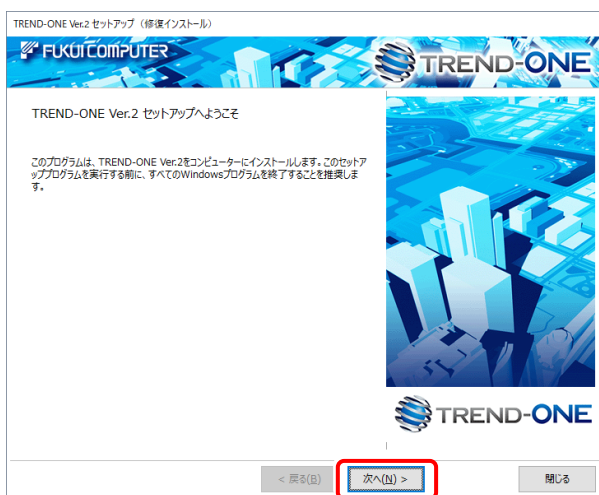 TREND-ONE Ver.2 セットアップ（修復インストール）
FUKUI COMPUTER
TREND-ONE
TREND-ONE Ver.2 セットアップへようこそ
このプログラムは、TREND-ONE Ver.2をコンピューターにインストールします。このセットア
ッププログラムを実行する前に、すべてのWindowsプログラムを終了することを推奨しま
す。
TREND-ONE
< 戻る(B)
次へ(N) >
閉じる